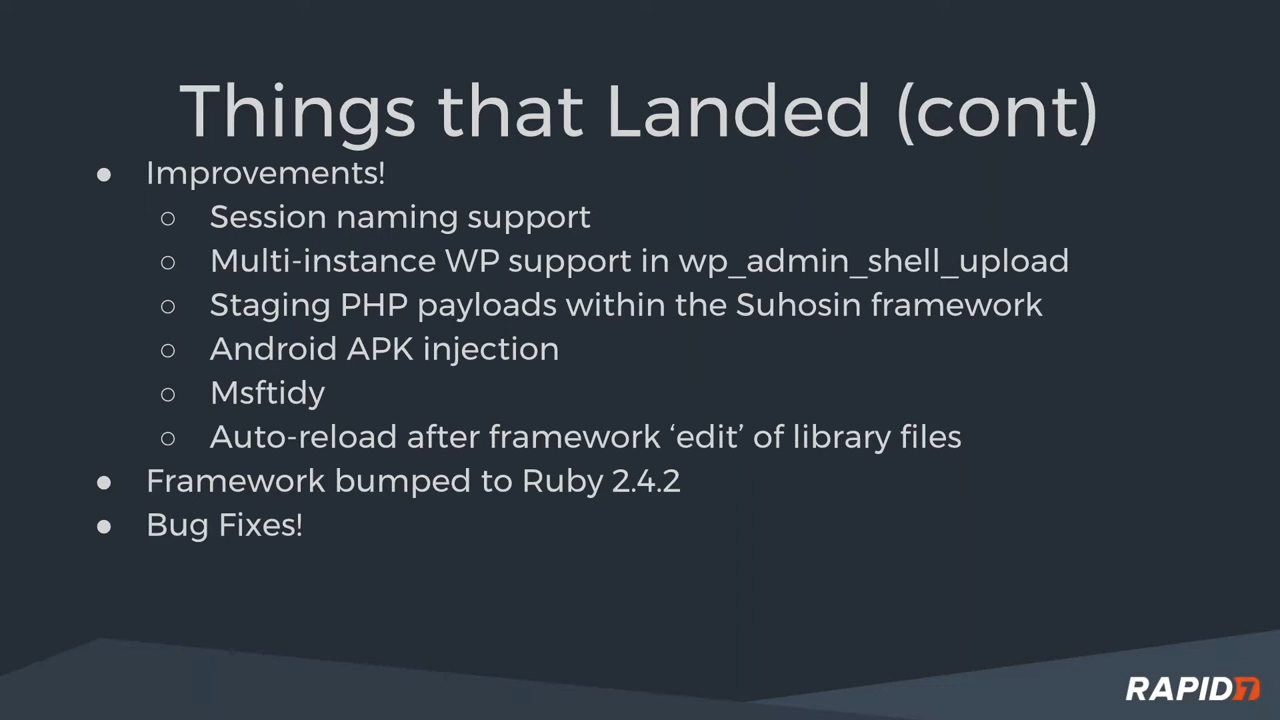 Things that Landed (cont)
● Improvements!
○ Session naming support
○ Multi-instance WP support in wp_admin_shell_upload
○ Staging PHP payloads within the Suhosin framework
○ Android APK injection
○ Msftidy
○ Auto-reload after framework ‘edit’ of library files
● Framework bumped to Ruby 2.4.2
● Bug Fixes!
RAPID7